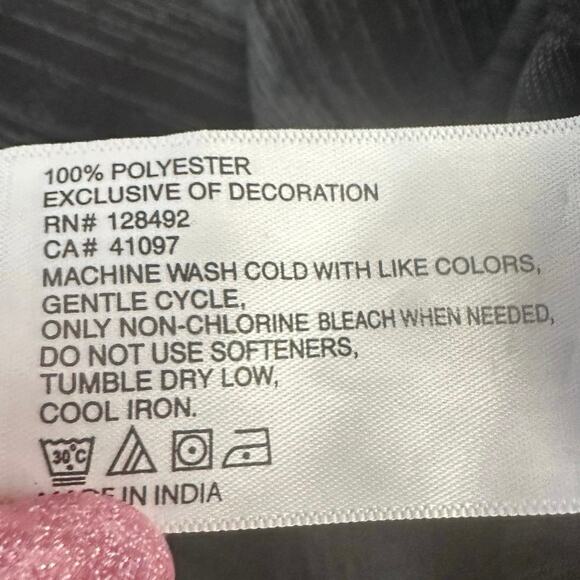 100% POLYESTER
EXCLUSIVE OF DECORATION
RN# 128492
CA# 41097
MACHINE WASH COLD WITH LIKE COLORS,
GENTLE CYCLE,
ONLY NON-CHLORINE BLEACH WHEN NEEDED,
DO NOT USE SOFTENERS,
TUMBLE DRY LOW,
COOL IRON.
30°C
MADE IN INDIA